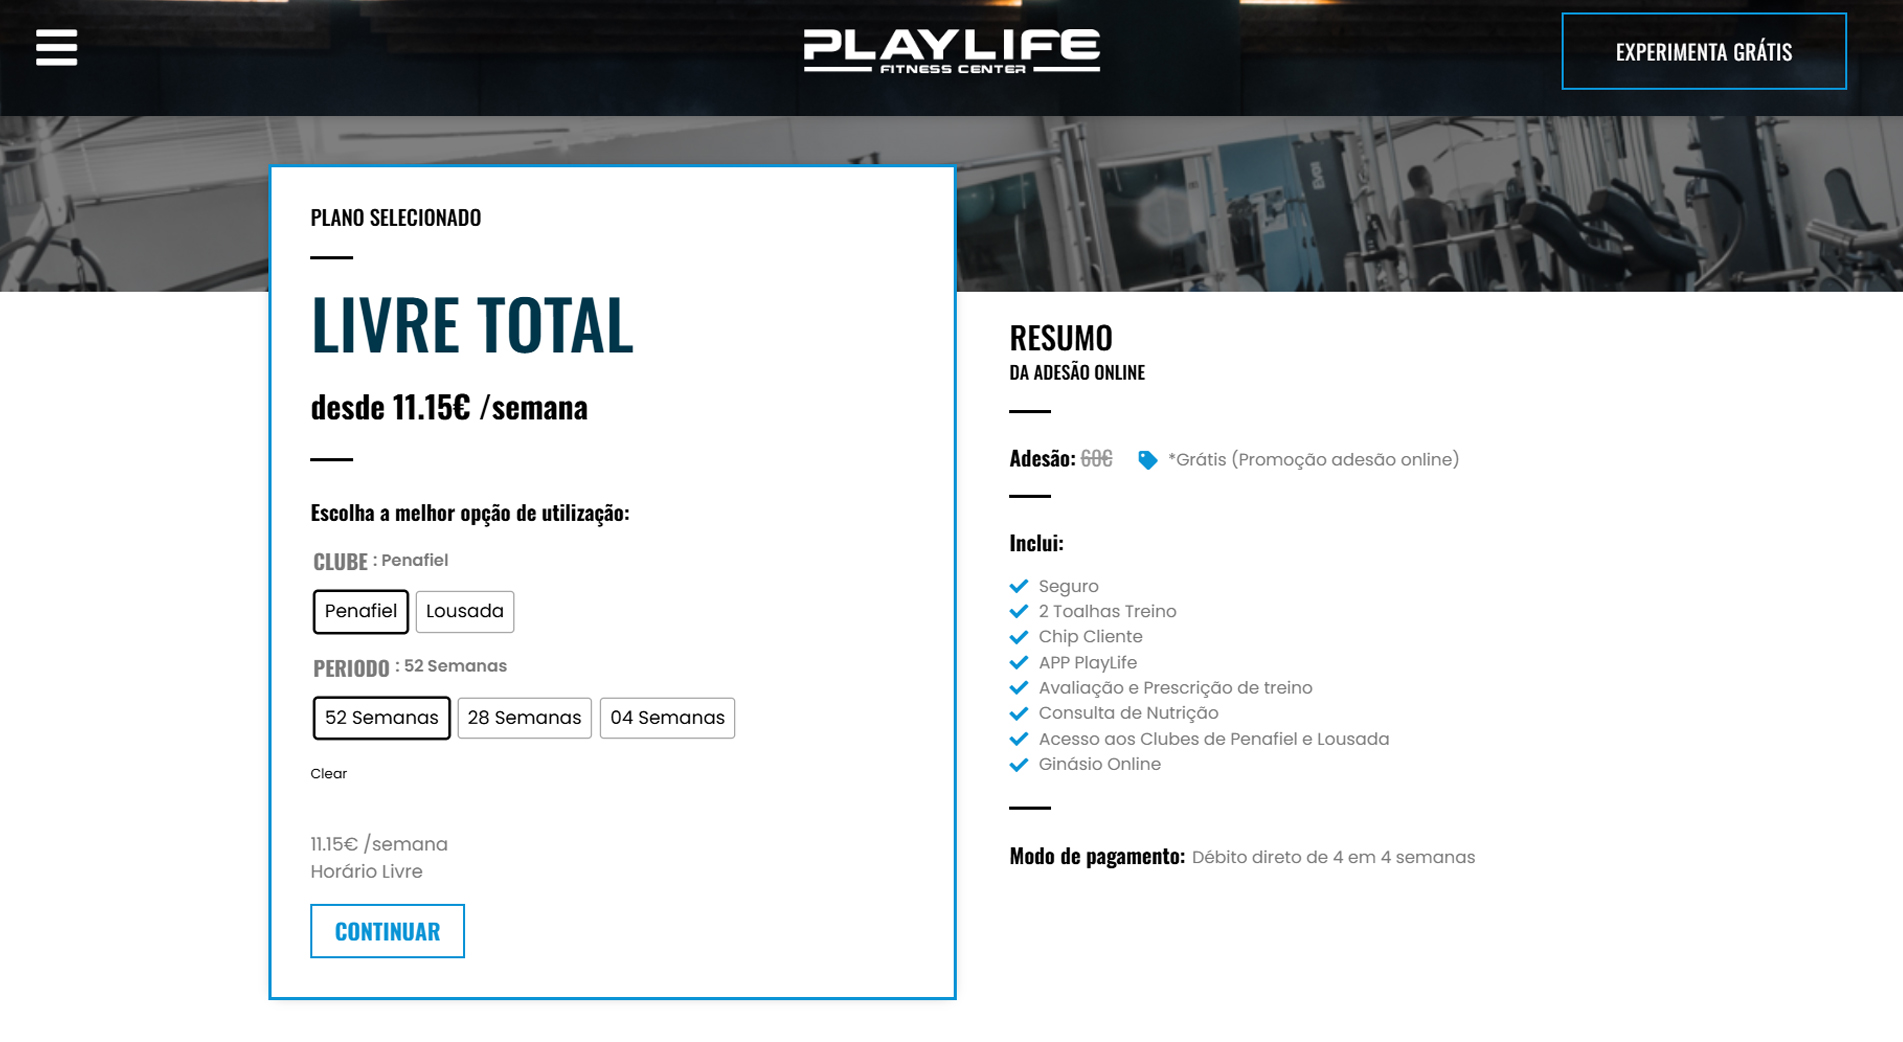 PLAYLIFE
FITNESS CENTER
EXPERIMENTA GRÁTIS
PLANO SELECIONADO
LIVRE TOTAL
desde 11.15€ /semana
Escolha a melhor opção de utilização:
CLUBE : Penafiel
Penafiel Lousada
PERIODO : 52 Semanas
52 Semanas 28 Semanas 04 Semanas
Clear
11.15€ /semana
Horário Livre
CONTINUAR
RESUMO
DA ADESÃO ONLINE
Adesão: 60€ *Grátis (Promoção adesão online)
Inclui:
Seguro
2 Toalhas Treino
Chip Cliente
APP PlayLife
Avaliação e Prescrição de treino
Consulta de Nutrição
Acesso aos Clubes de Penafiel e Lousada
Ginásio Online
Modo de pagamento: Débito direto de 4 em 4 semanas